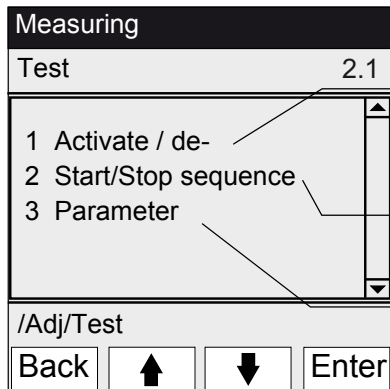 Measuring
Test 2.1
1 Activate / de-
2 Start/Stop sequence
3 Parameter
/Adj/Test
Back Enter